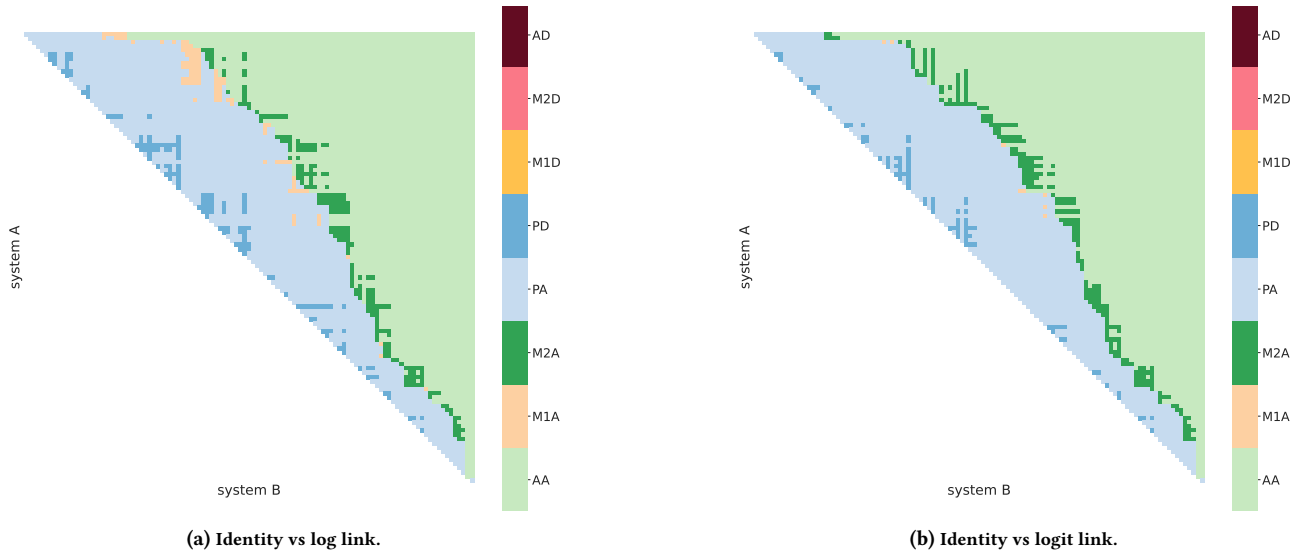 AD
M2D
M1D
PD
PA
M2A
M1A
AA
system A
system B
(a) Identity vs log link.
AD
M2D
M1D
PD
PA
M2A
M1A
AA
system A
system B
(b) Identity vs logit link.